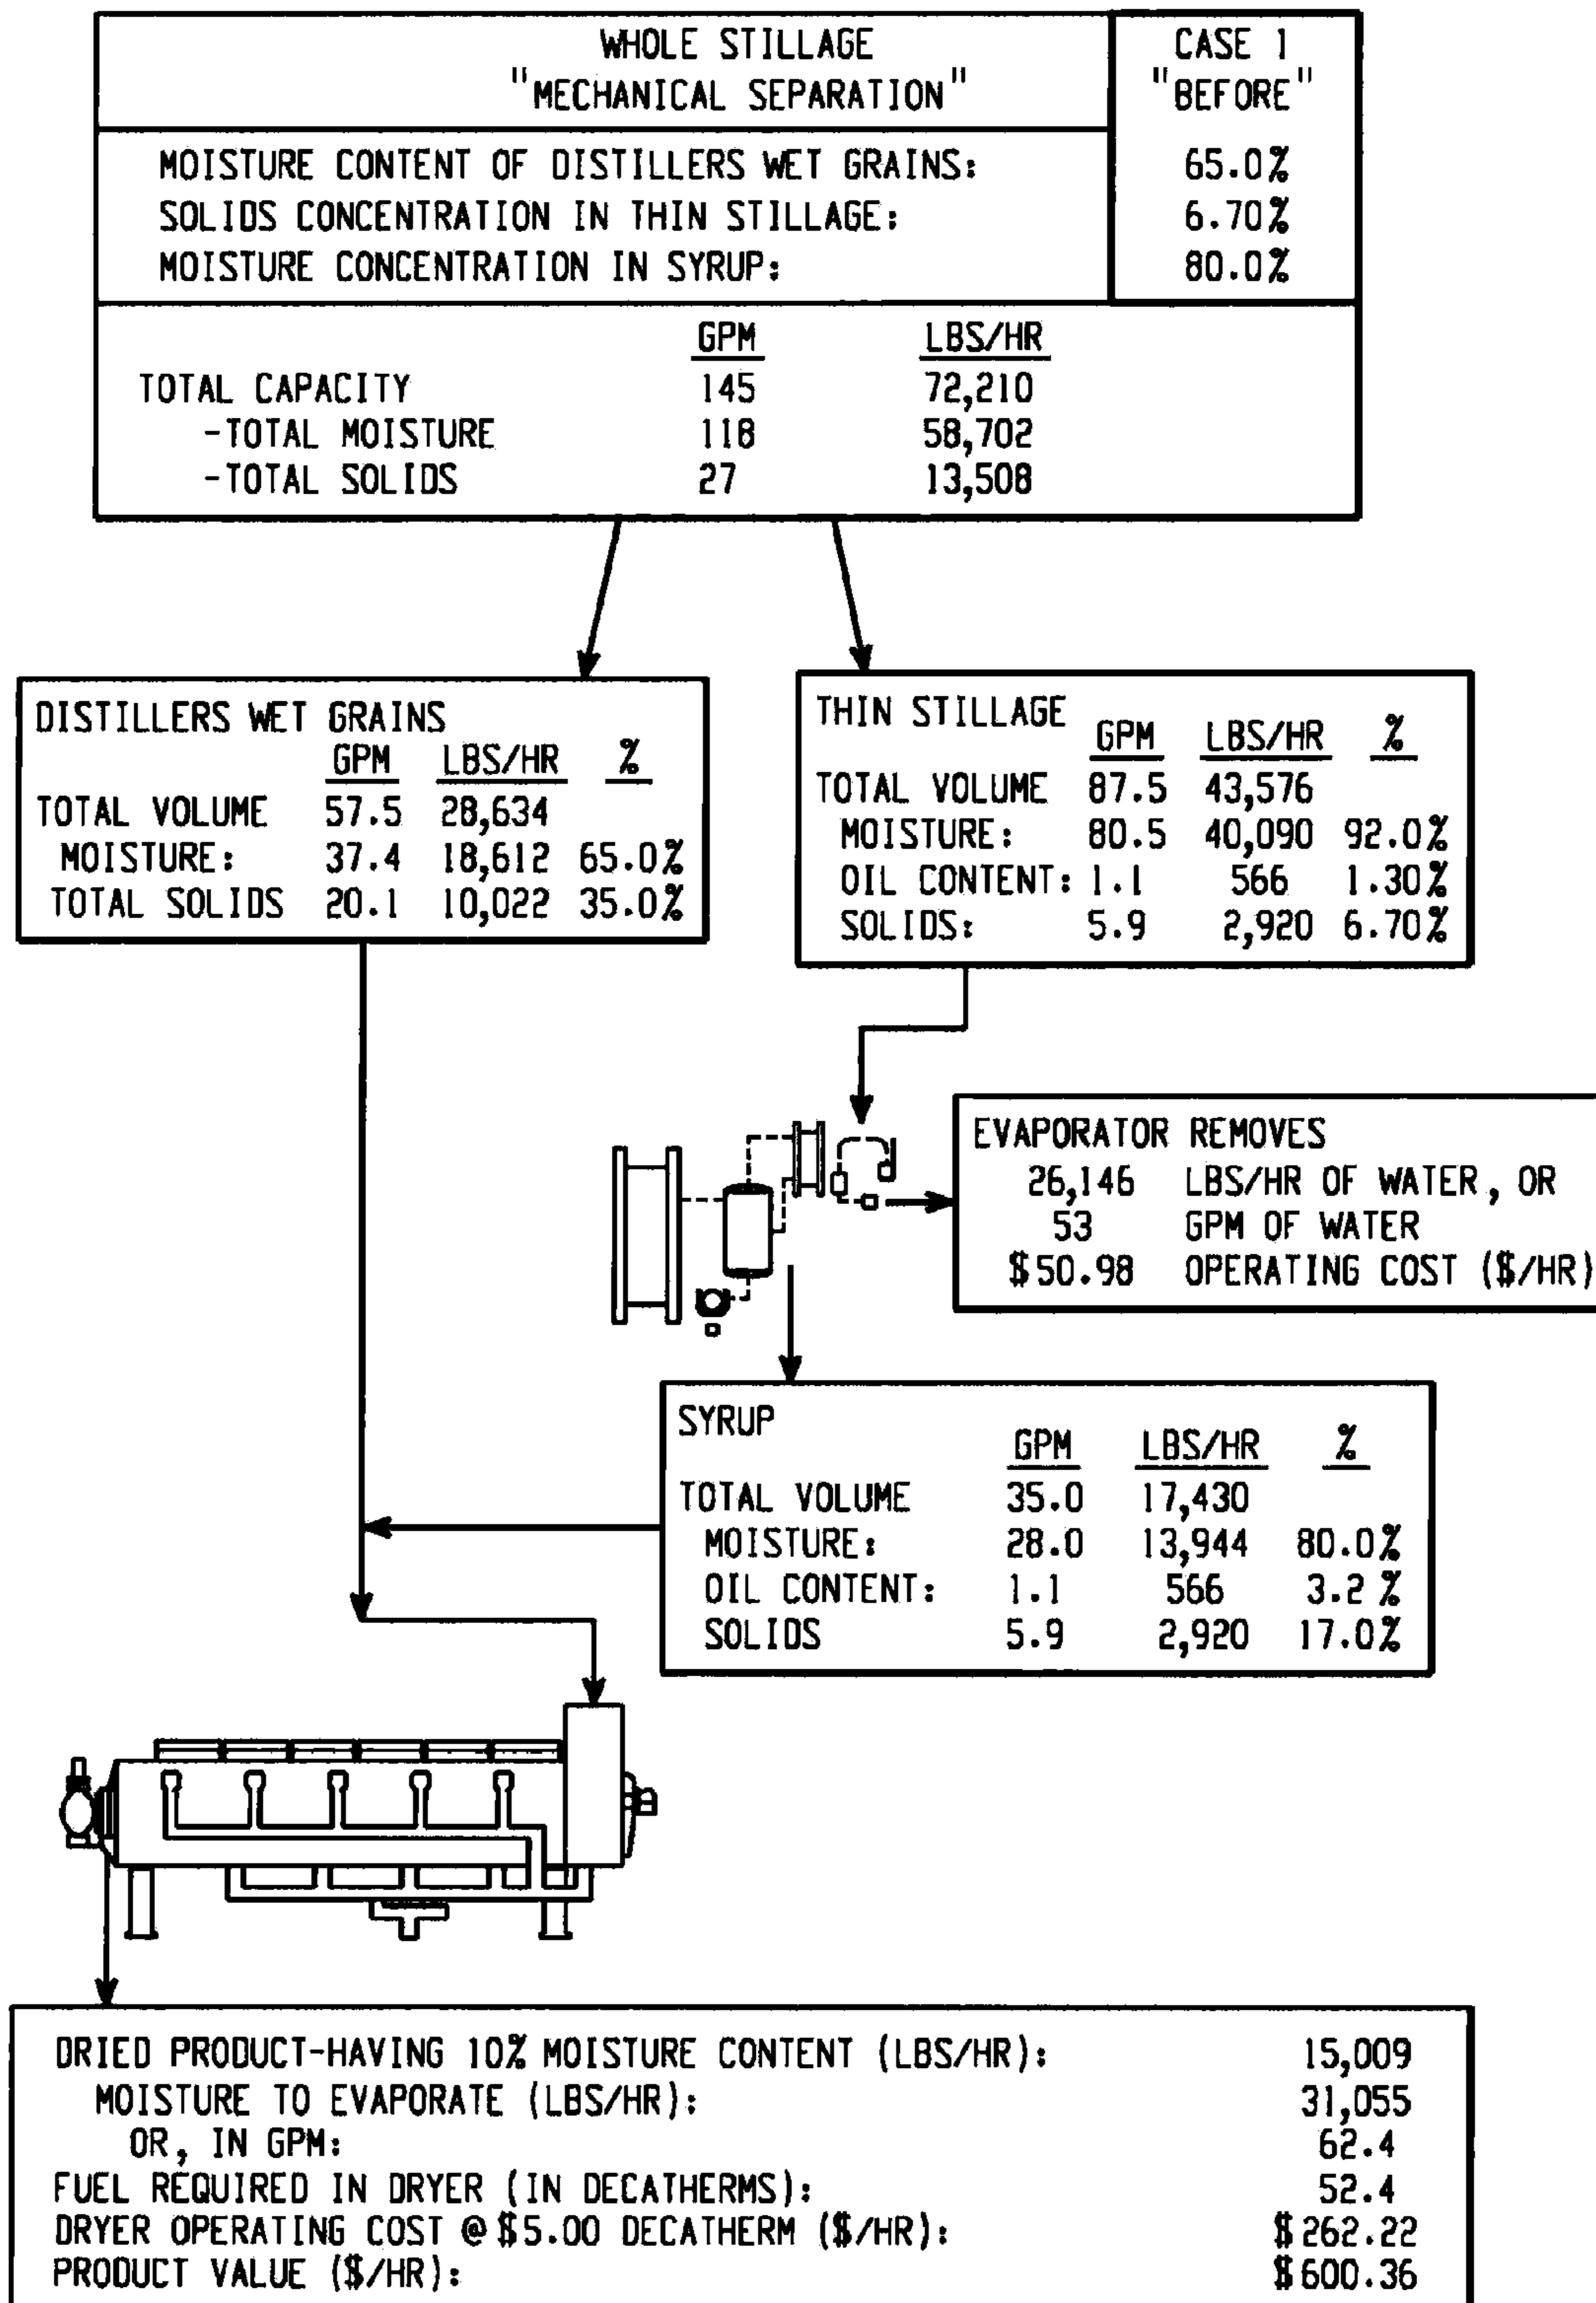 WHOLE STILLAGE
"MECHANICAL SEPARATION"
CASE 1
"BEFORE"
MOISTURE CONTENT OF DISTILLERS WET GRAINS: 65.0%
SOLIDS CONCENTRATION IN THIN STILLAGE: 6.70%
MOISTURE CONCENTRATION IN SYRUP: 80.0%
GPM LBS/HR
TOTAL CAPACITY 145 72,210
-TOTAL MOISTURE 118 58,702
-TOTAL SOLIDS 27 13,508
DISTILLERS WET GRAINS
GPM LBS/HR %
TOTAL VOLUME 57.5 28,634
MOISTURE: 37.4 18,612 65.0%
TOTAL SOLIDS 20.1 10,022 35.0%
THIN STILLAGE
GPM LBS/HR %
TOTAL VOLUME 87.5 43,576
MOISTURE: 80.5 40,090 92.0%
OIL CONTENT: 1.1 566 1.30%
SOLIDS: 5.9 2,920 6.70%
EVAPORATOR REMOVES
26,146 LBS/HR OF WATER, OR
53 GPM OF WATER
$50.98 OPERATING COST ($/HR)
SYRUP
GPM LBS/HR %
TOTAL VOLUME 35.0 17,430
MOISTURE: 28.0 13,944 80.0%
OIL CONTENT: 1.1 566 3.2 %
SOLIDS 5.9 2,920 17.0%
DRIED PRODUCT-HAVING 10% MOISTURE CONTENT (LBS/HR): 15,009
MOISTURE TO EVAPORATE (LBS/HR): 31,055
OR, IN GPM: 62.4
FUEL REQUIRED IN DRYER (IN DECATHERMS): 52.4
DRYER OPERATING COST @ $5.00 DECATHERM ($/HR): $262.22
PRODUCT VALUE ($/HR): $600.36